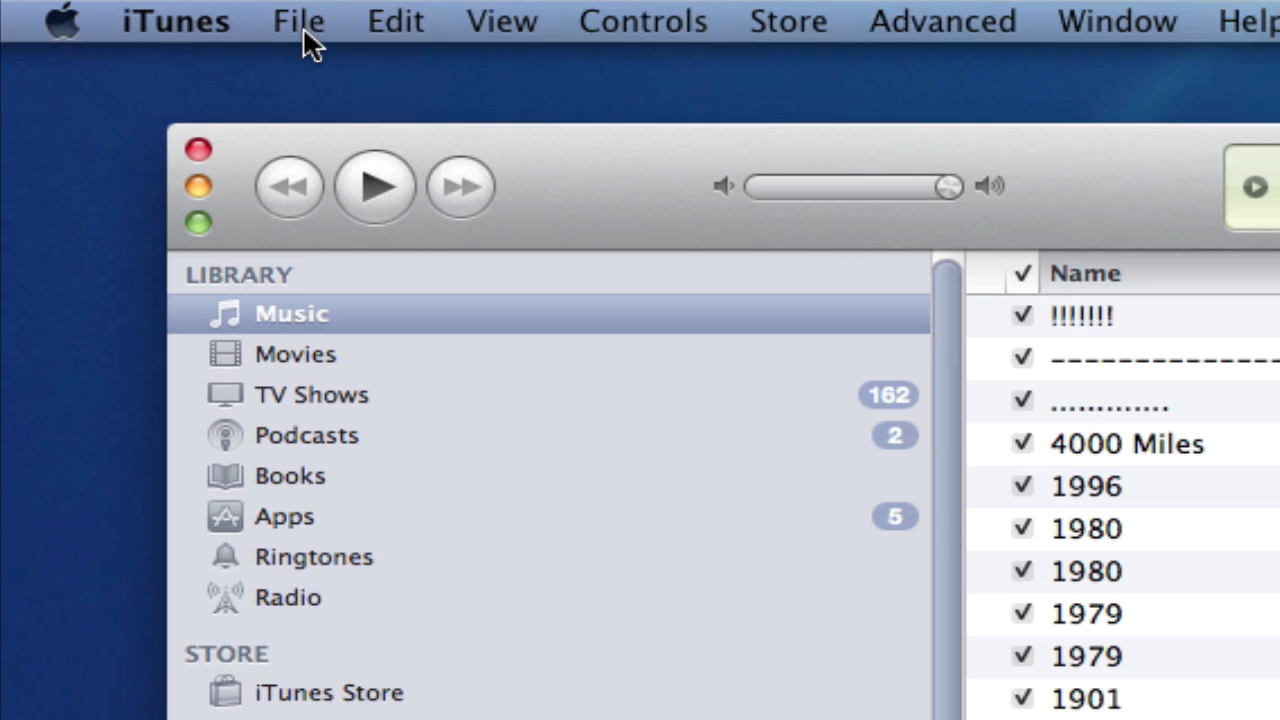 iTunes File Edit View Controls Store Advanced Window Help
LIBRARY
Music
Movies
TV Shows 162
Podcasts 2
Books
Apps 5
Ringtones
Radio
STORE
iTunes Store
✓ Name
✓ !!!!!!!
✓ --------------
✓ .............
✓ 4000 Miles
✓ 1996
✓ 1980
✓ 1980
✓ 1979
✓ 1979
✓ 1901